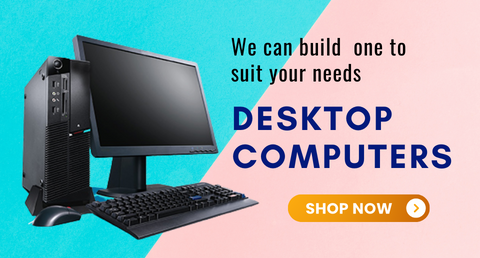 We can build one to
suit your needs
DESKTOP
COMPUTERS
SHOP NOW